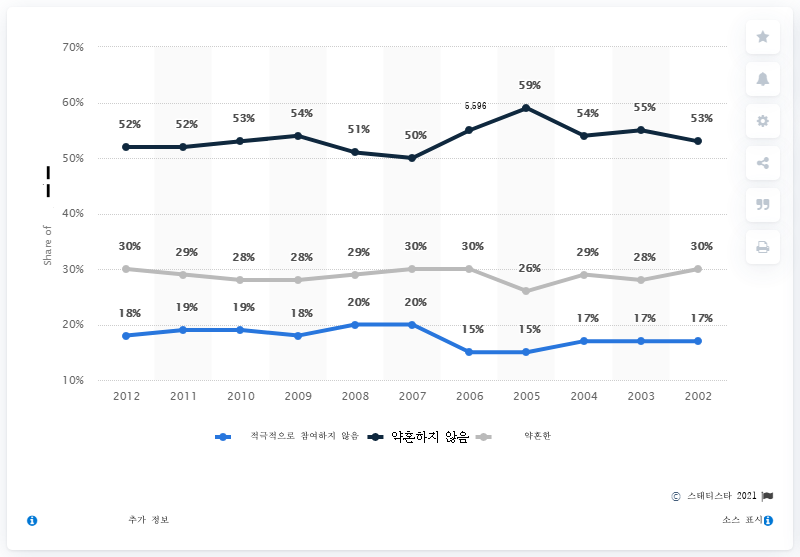 70%
60%
50%
40%
30%
20%
10%
Share of
52% 52% 53% 54% 51% 50% 5,596 59% 54% 55% 53%
30% 29% 28% 28% 29% 30% 30% 26% 29% 28% 30%
18% 19% 19% 18% 20% 20% 15% 15% 17% 17% 17%
2012 2011 2010 2009 2008 2007 2006 2005 2004 2003 2002
적극적으로 참여하지 않음 약혼하지 않음 약혼한
© 스태티스타 2021
추가 정보 소스 표시